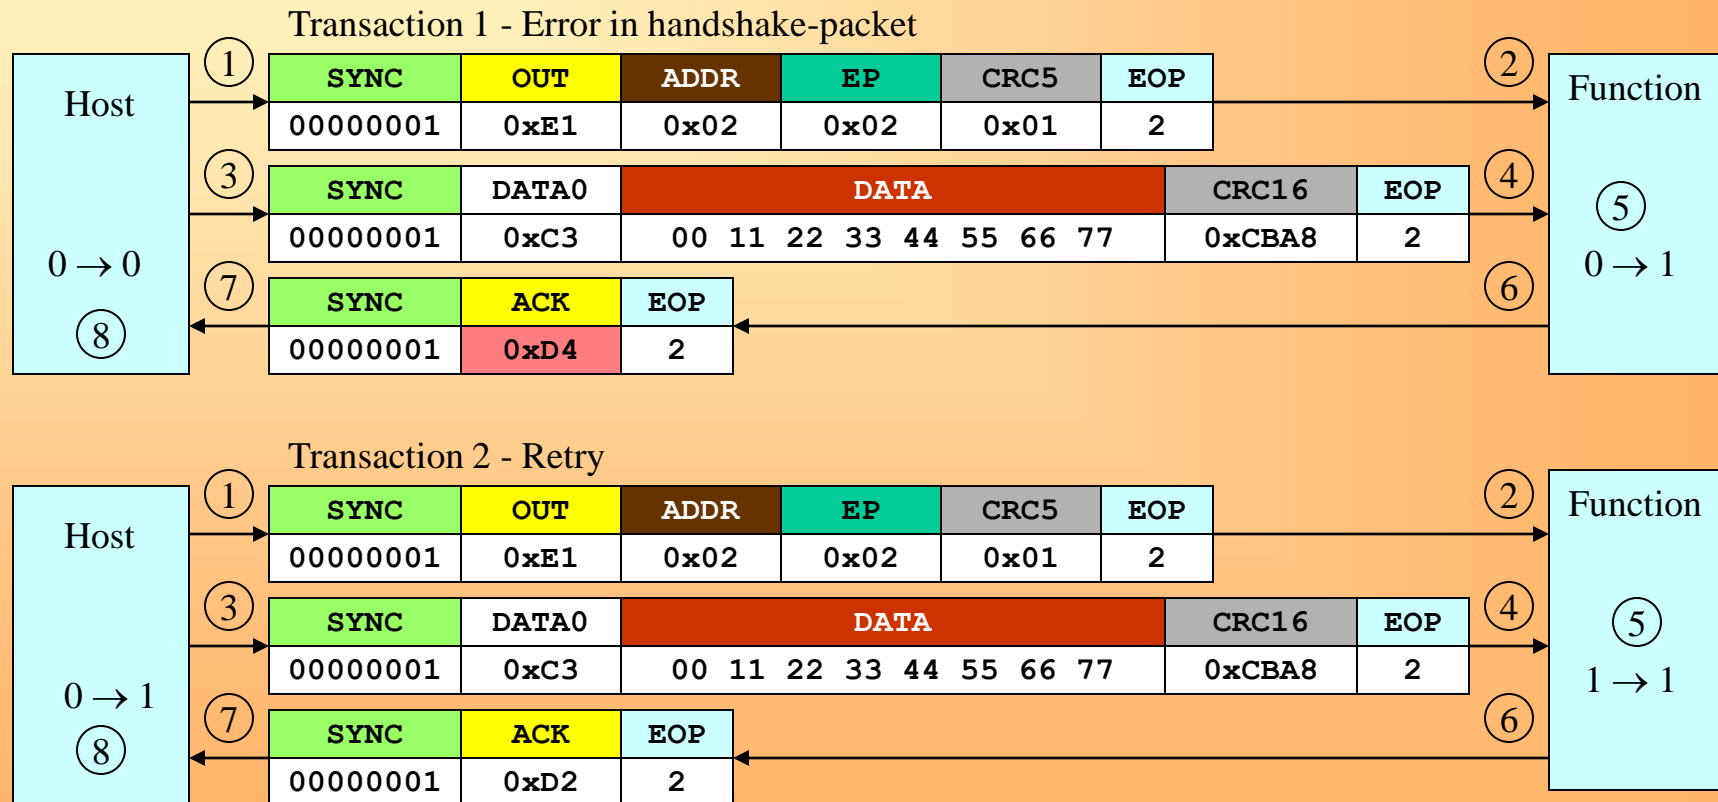 Transaction 1 - Error in handshake-packet
Host
Function
① SYNC OUT ADDR EP CRC5 EOP ②
00000001 0xE1 0x02 0x02 0x01 2
③ SYNC DATA0 DATA CRC16 EOP ④
00000001 0xC3 00 11 22 33 44 55 66 77 0xCBA8 2
⑤
0 → 0
0 → 1
⑦ SYNC ACK EOP ⑥
⑧
00000001 0xD4 2
Transaction 2 - Retry
Host
Function
① SYNC OUT ADDR EP CRC5 EOP ②
00000001 0xE1 0x02 0x02 0x01 2
③ SYNC DATA0 DATA CRC16 EOP ④
00000001 0xC3 00 11 22 33 44 55 66 77 0xCBA8 2
⑤
0 → 1
1 → 1
⑦ SYNC ACK EOP ⑥
⑧
00000001 0xD2 2